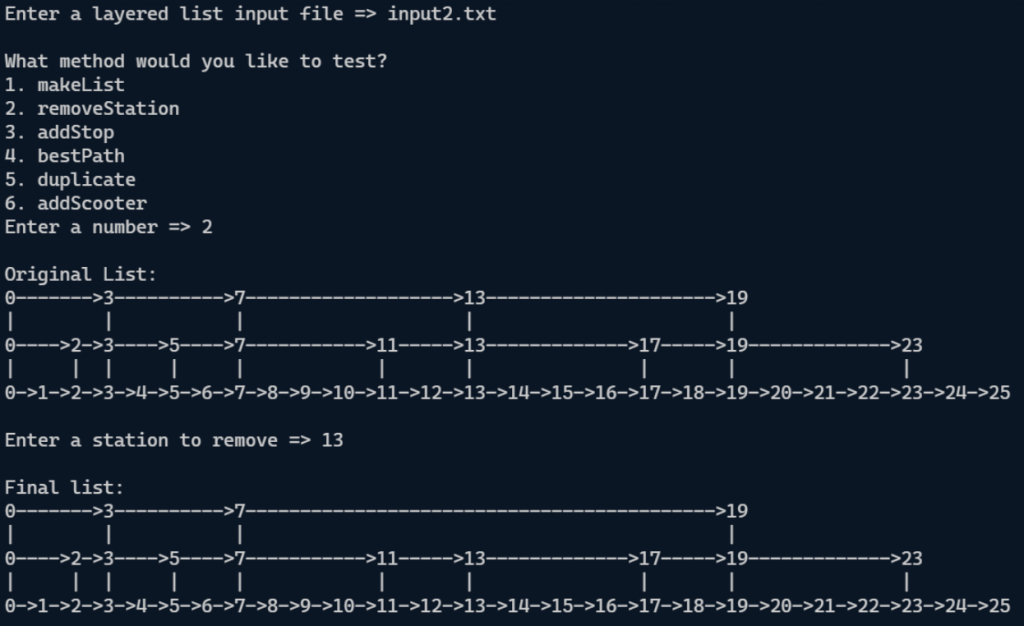 Enter a layered list input file => input2.txt
What method would you like to test?
1. makeList
2. removeStation
3. addStop
4. bestPath
5. duplicate
6. addScooter
Enter a number => 2
Original List:
0------->3---------->7------------------->13--------------------->19
|        |           |                    |                       |
0---->2->3---->5---->7----------->11----->13------------>17----->19------------->23
|     |  |     |     |            |       |              |       |               |
0->1->2->3->4->5->6->7->8->9->10->11->12->13->14->15->16->17->18->19->20->21->22->23->24->25
Enter a station to remove => 13
Final list:
0------->3---------->7------------------------------------------->19
|        |           |                                            |
0---->2->3---->5---->7----------->11----->13------------>17----->19------------->23
|     |  |     |     |            |       |              |       |               |
0->1->2->3->4->5->6->7->8->9->10->11->12->13->14->15->16->17->18->19->20->21->22->23->24->25